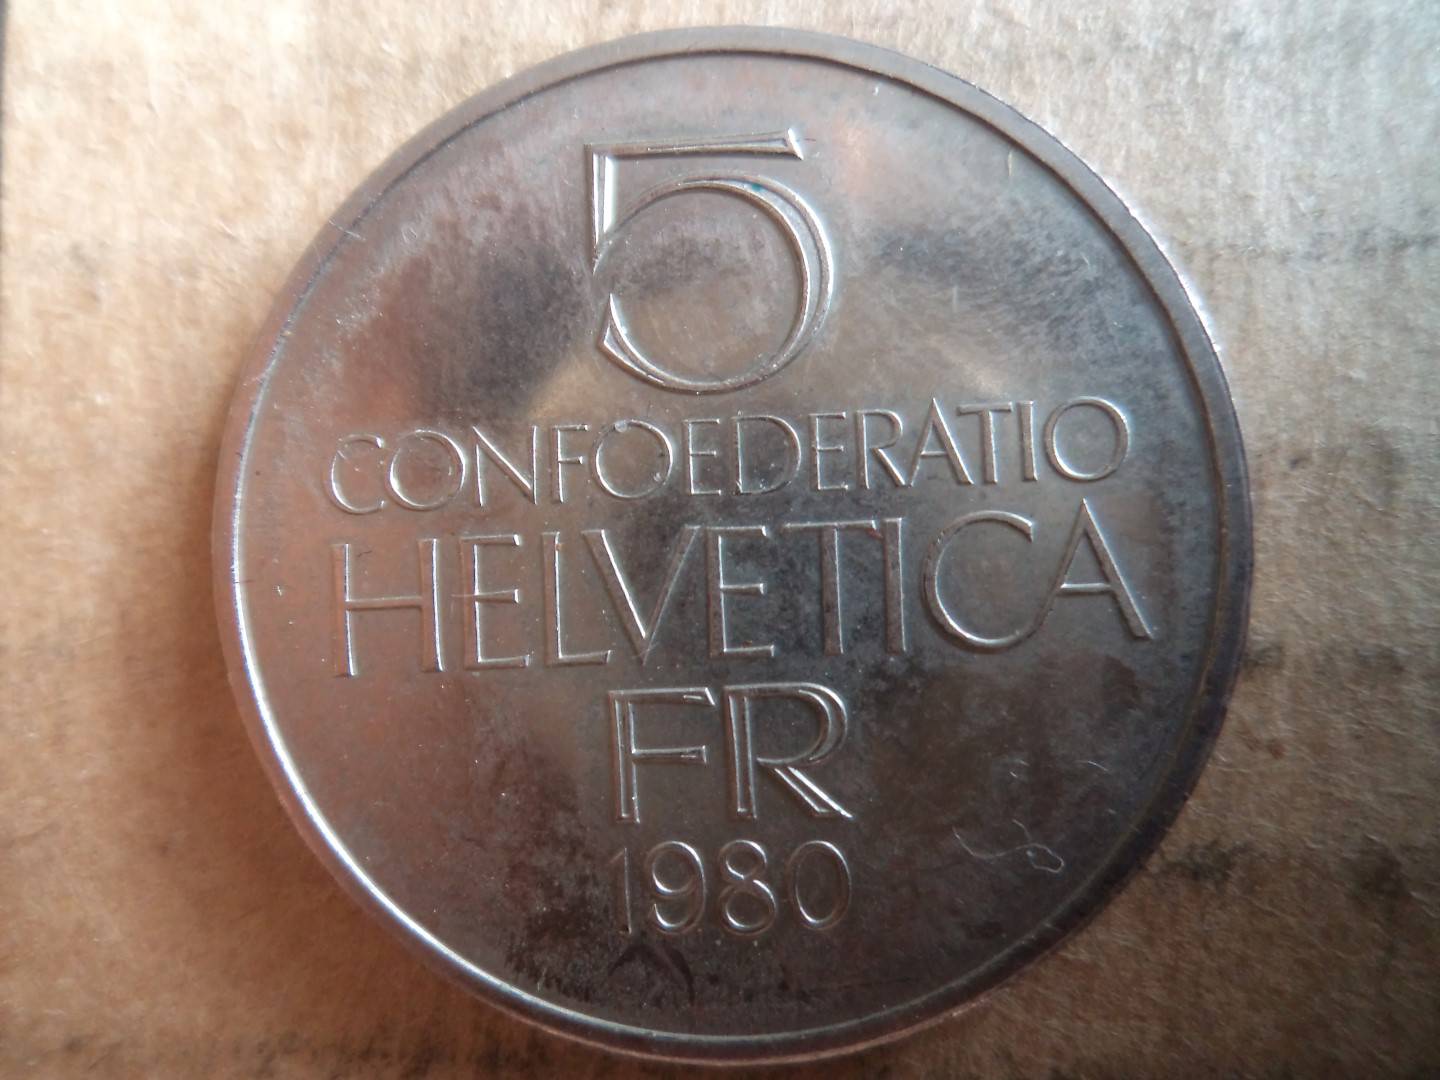 5
CONFOEDERATIO
HELVETICA
FR
1980